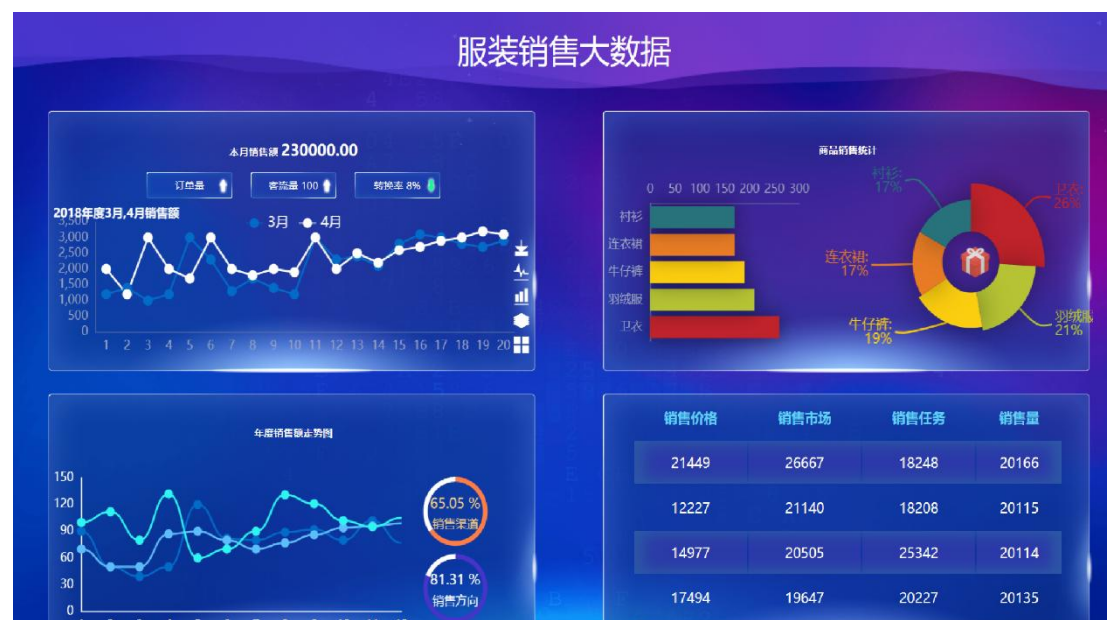 服装销售大数据
本月销售额 230000.00
订单量
客流量 100
转换率 8%
2018年度3月,4月销售额
3月 4月
3,500
3,000
2,500
2,000
1,500
1,000
500
0
1 2 3 4 5 6 7 8 9 10 11 12 13 14 15 16 17 18 19 20
商品销售统计
0 50 100 150 200 250 300
衬衫
连衣裙
牛仔裤
羽绒服
卫衣
衬衫:
17%
卫衣:
26%
连衣裙:
17%
牛仔裤:
19%
羽绒服
21%
年度销售额走势图
150
120
90
60
30
0
65.05 %
销售渠道
81.31 %
销售方向
销售价格 销售市场 销售任务 销售量
21449 26667 18248 20166
12227 21140 18208 20115
14977 20505 25342 20114
17494 19647 20227 20135